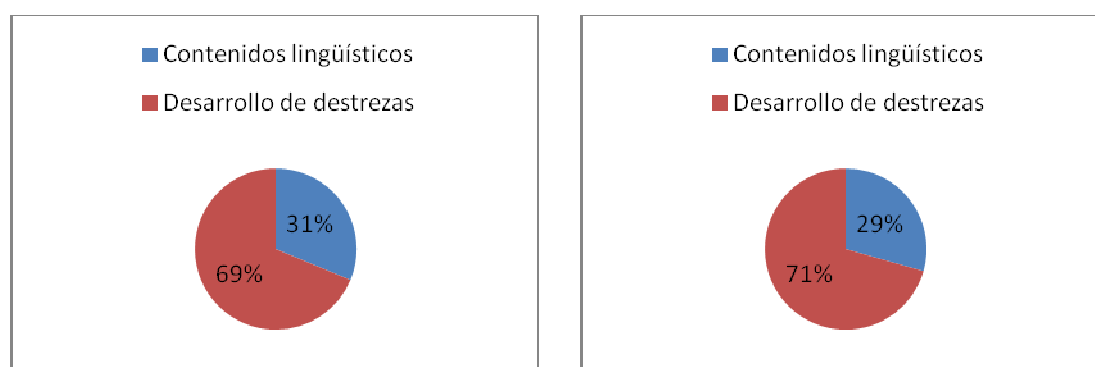 Contenidos lingüísticos
Desarrollo de destrezas
31%
69%
Contenidos lingüísticos
Desarrollo de destrezas
29%
71%